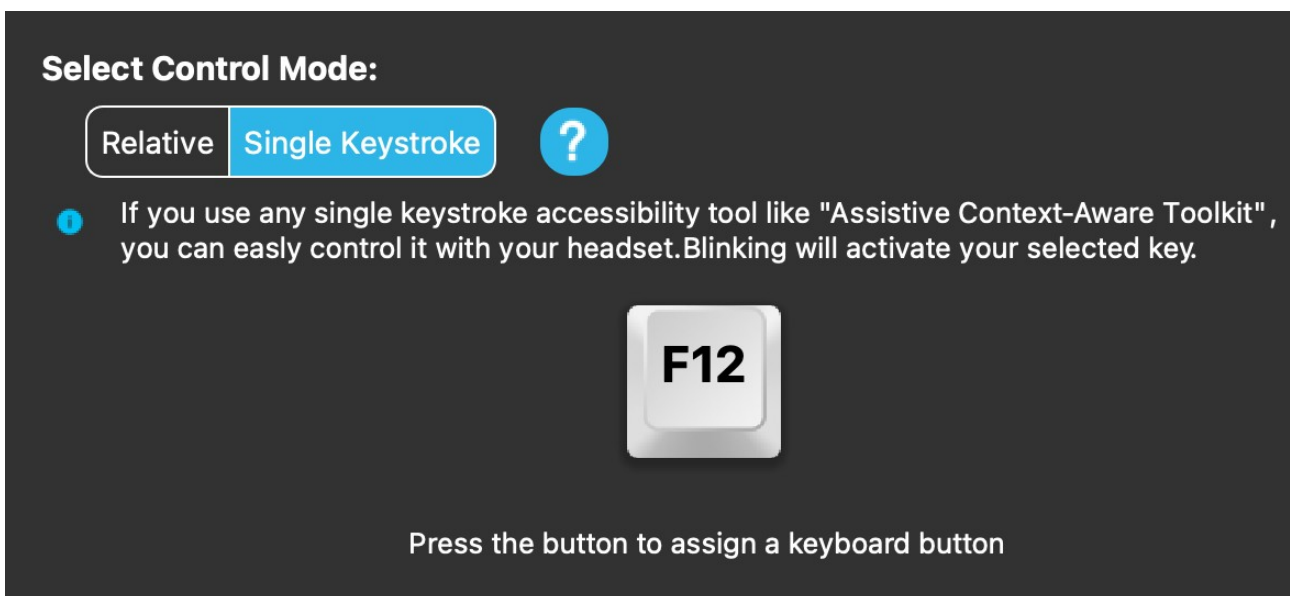 Select Control Mode:
Relative Single Keystroke ?
i If you use any single keystroke accessibility tool like "Assistive Context-Aware Toolkit",
you can easly control it with your headset.Blinking will activate your selected key.
F12
Press the button to assign a keyboard button